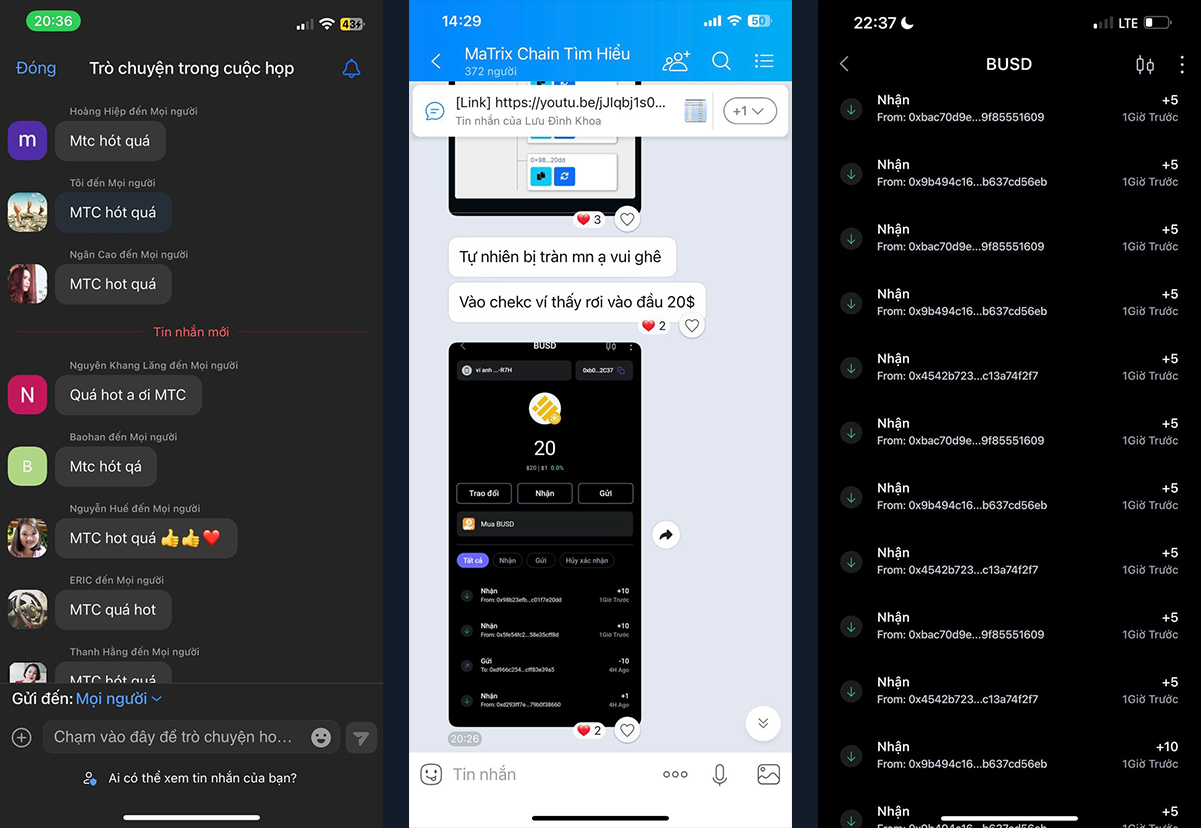 20:36
43
Đóng
Trò chuyện trong cuộc họp
Hoàng Hiệp đến Mọi người
m
Mtc hót quá
Tôi đến Mọi người
MTC hót quá
Ngân Cao đến Mọi người
MTC hot quá
Tin nhắn mới
Nguyên Khang Lăng đến Mọi người
N
Quá hot a ơi MTC
Baohan đến Mọi người
B
Mtc hót qá
Nguyễn Huế đến Mọi người
MTC hot quá 👍👍❤️
ERIC đến Mọi người
MTC quá hot
Thanh Hằng đến Mọi người
MTC hót quá
Gửi đến: Mọi người
Chạm vào đây để trò chuyện ho...
Ai có thể xem tin nhắn của bạn?
14:29
50
MaTrix Chain Tìm Hiểu
372 người
[Link] https://youtu.be/jJlqbj1s0...
Tin nhắn của Lưu Đình Khoa
+1
0×98...20dd
3
Tự nhiên bị tràn mn ạ vui ghê
Vào chekc ví thấy rơi vào đầu 20$
2
BUSD
ví anh ...-R7H
0xb0...2C37
20
$20 | $1 0.0%
Trao đổi
Nhận
Gửi
Mua BUSD
Tất cả
Nhận
Gửi
Hủy xác nhận
Nhận
+10
From: 0x98b23efb...c01f7e20dd
1Giờ Trước
Nhận
+10
From: 0x5fe54fc2...58e35cff8d
1Giờ Trước
Gửi
-10
To: 0xd966c254...cff83e39a5
4H Ago
Nhận
+1
From: 0xd293ff7e...79b0f38660
4H Ago
2
20:26
Tin nhắn
22:37
LTE
BUSD
Nhận
+5
From: 0xbac70d9e...9f85551609
1Giờ Trước
Nhận
+5
From: 0x9b494c16...b637cd56eb
1Giờ Trước
Nhận
+5
From: 0xbac70d9e...9f85551609
1Giờ Trước
Nhận
+5
From: 0x9b494c16...b637cd56eb
1Giờ Trước
Nhận
+5
From: 0x4542b723...c13a74f2f7
1Giờ Trước
Nhận
+5
From: 0xbac70d9e...9f85551609
1Giờ Trước
Nhận
+5
From: 0x9b494c16...b637cd56eb
1Giờ Trước
Nhận
+5
From: 0x4542b723...c13a74f2f7
1Giờ Trước
Nhận
+5
From: 0xbac70d9e...9f85551609
1Giờ Trước
Nhận
+5
From: 0x4542b723...c13a74f2f7
1Giờ Trước
Nhận
+10
From: 0x9b494c16...b637cd56eb
1Giờ Trước
Nhận
+5